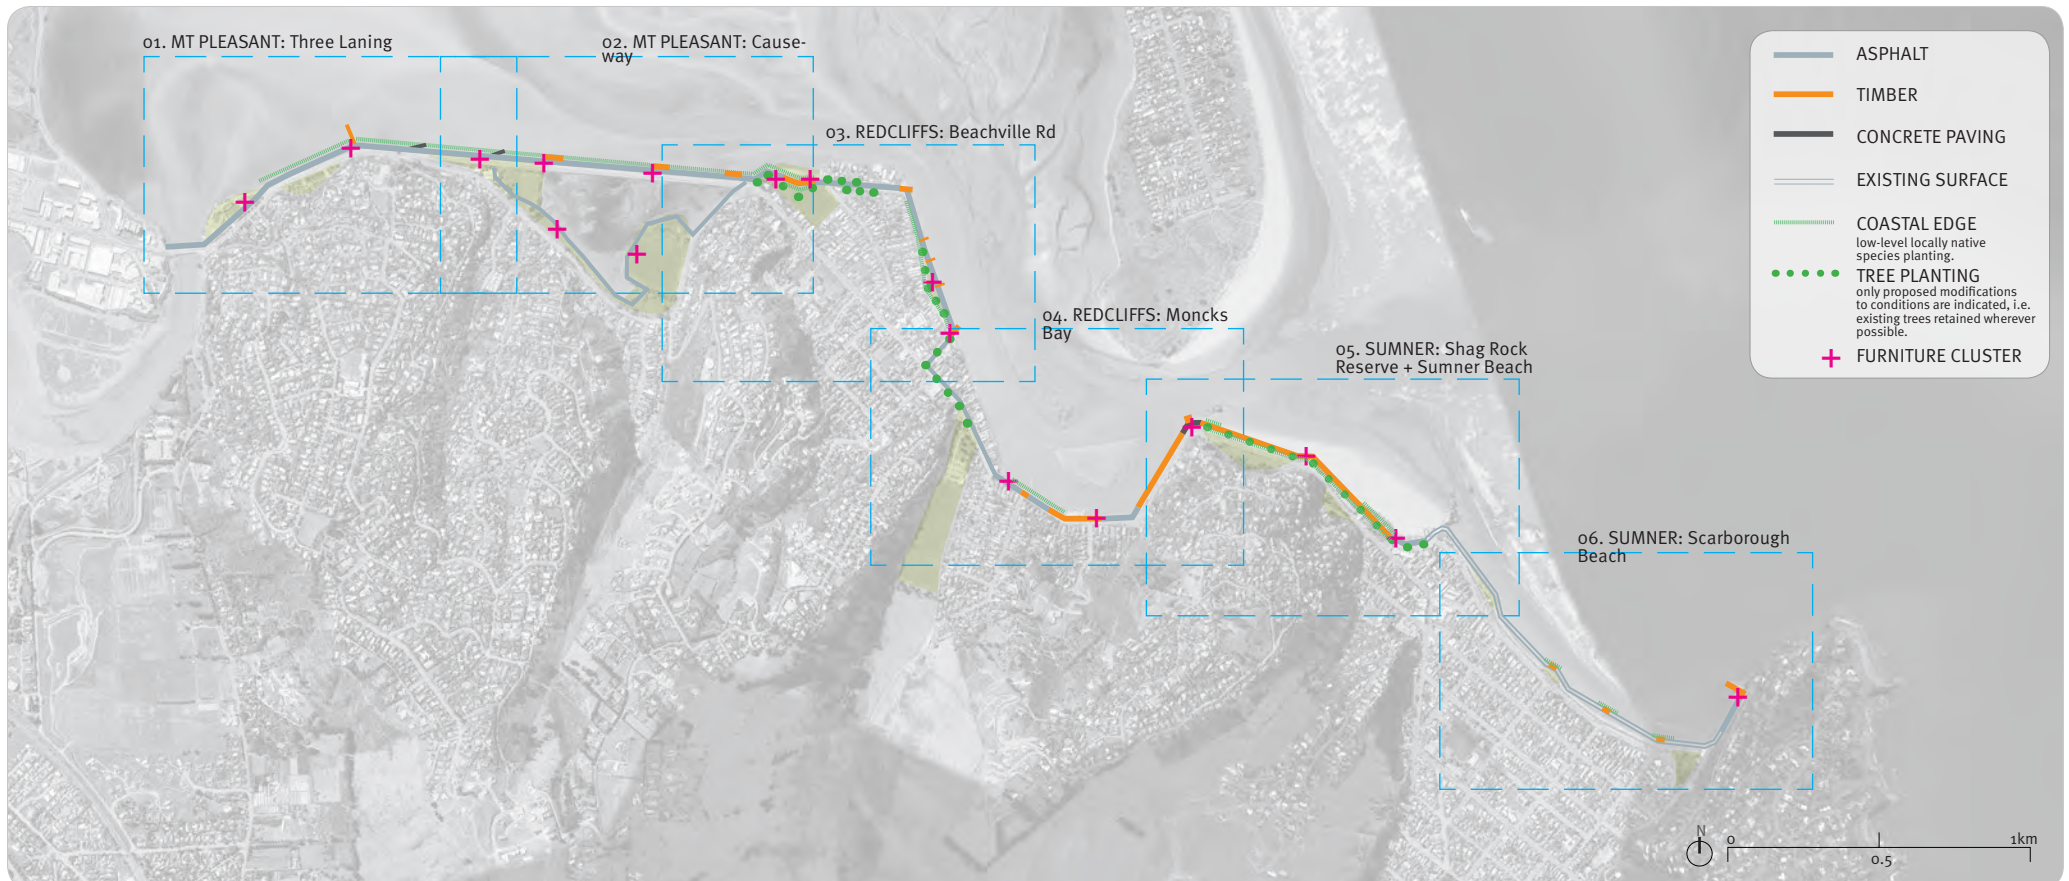 01. MT PLEASANT: Three Laning
02. MT PLEASANT: Cause-
way
03. REDCLIFFS: Beachville Rd
04. REDCLIFFS: Moncks
Bay
05. SUMNER: Shag Rock
Reserve + Sumner Beach
06. SUMNER: Scarborough
Beach
ASPHALT
TIMBER
CONCRETE PAVING
EXISTING SURFACE
COASTAL EDGE
low-level locally native
species planting.
TREE PLANTING
only proposed modifications
to conditions are indicated, i.e.
existing trees retained wherever
possible.
FURNITURE CLUSTER
N
0
0.5
1km